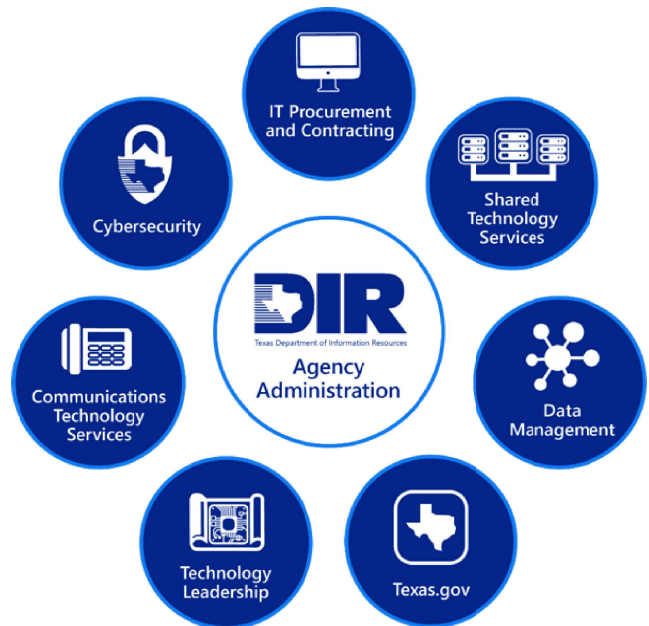 IT Procurement
and Contracting
Shared
Technology
Services
Data
Management
Texas.gov
Technology
Leadership
Communications
Technology
Services
Cybersecurity
DIR
Texas Department of Information Resources
Agency
Administration